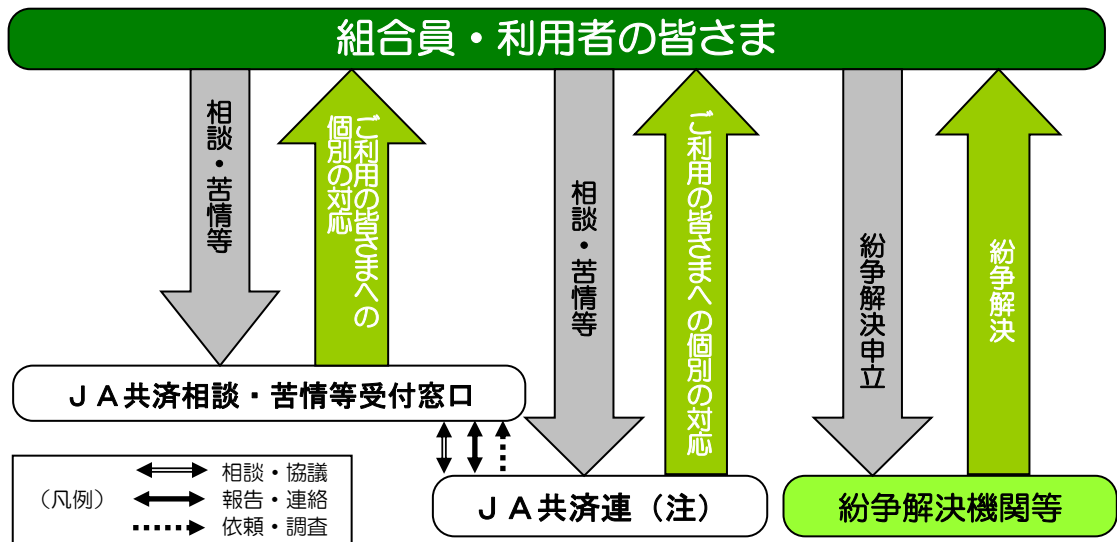 組合員・利用者の皆さま
相談・苦情等
ご利用の皆さまへの
個別の対応
相談・苦情等
ご利用の皆さまへの個別の対応
紛争解決申立
紛争解決
ＪＡ共済相談・苦情等受付窓口
（凡例）
相談・協議
報告・連絡
依頼・調査
ＪＡ共済連（注）
紛争解決機関等